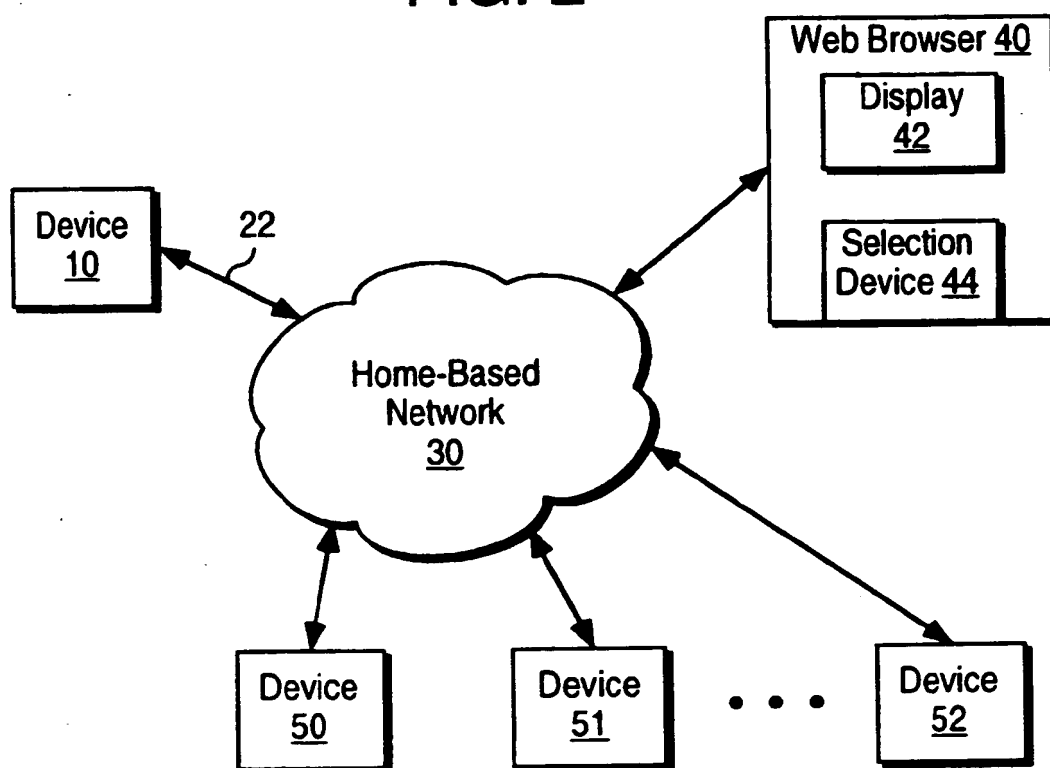 Web Browser 40
Display
42
Selection
Device 44
Device
10
22
Home-Based
Network
30
Device
50
Device
51
Device
52